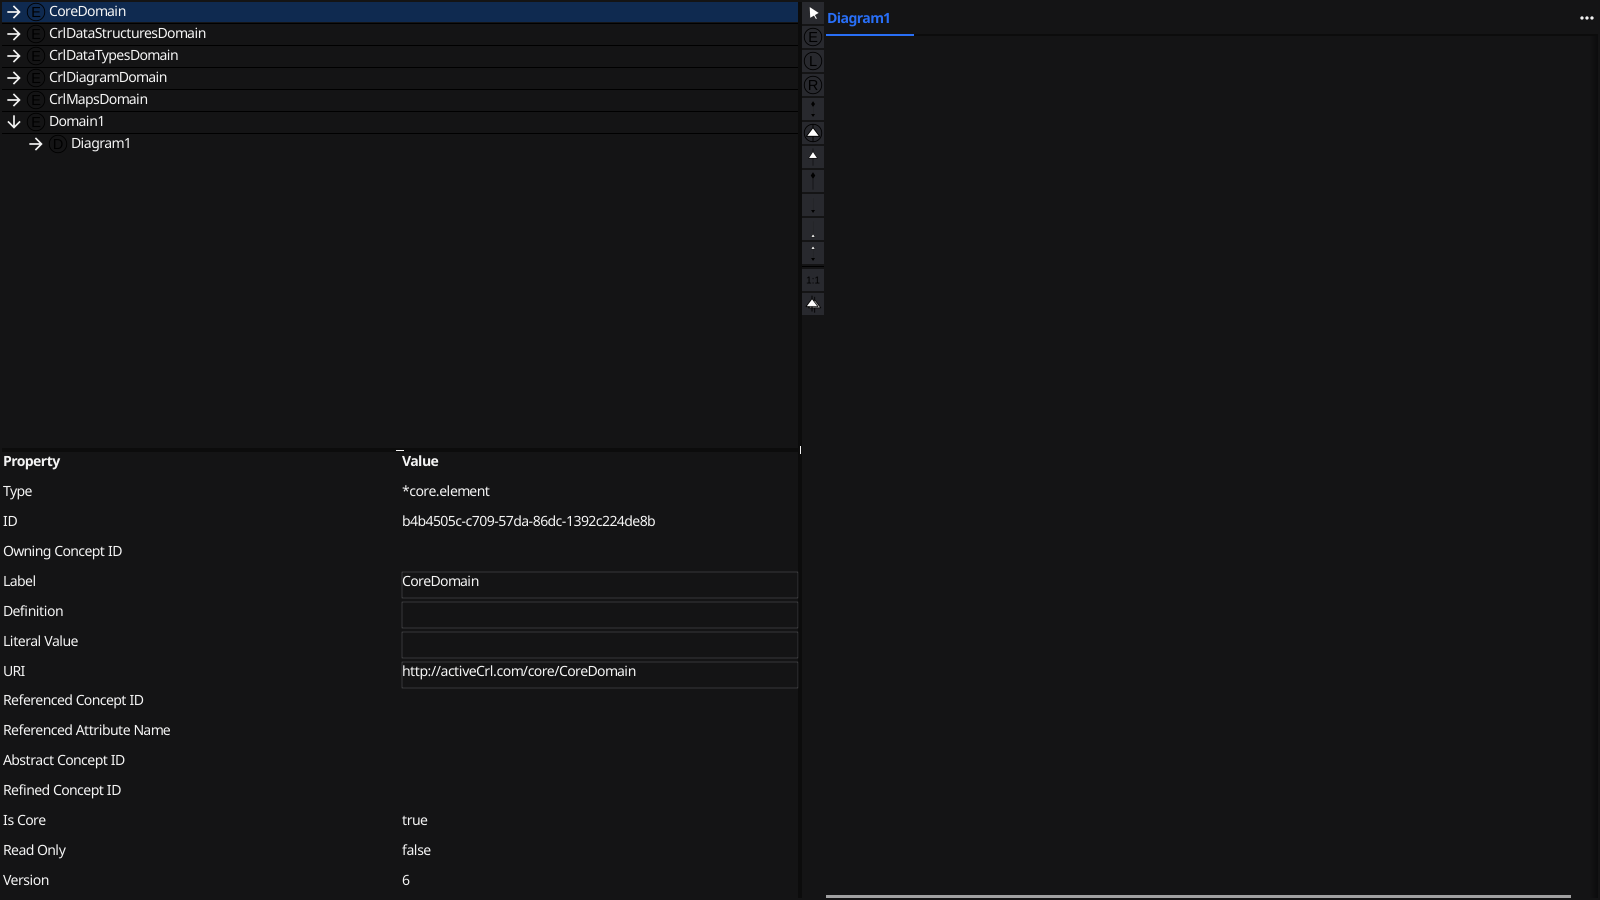 CoreDomain
CrlDataStructuresDomain
CrlDataTypesDomain
CrlDiagramDomain
CrlMapsDomain
Domain1
Diagram1
E
L
R
1:1
Diagram1
Property Value
Type *core.element
ID b4b4505c-c709-57da-86dc-1392c224de8b
Owning Concept ID
Label CoreDomain
Definition
Literal Value
URI http://activeCrl.com/core/CoreDomain
Referenced Concept ID
Referenced Attribute Name
Abstract Concept ID
Refined Concept ID
Is Core true
Read Only false
Version 6